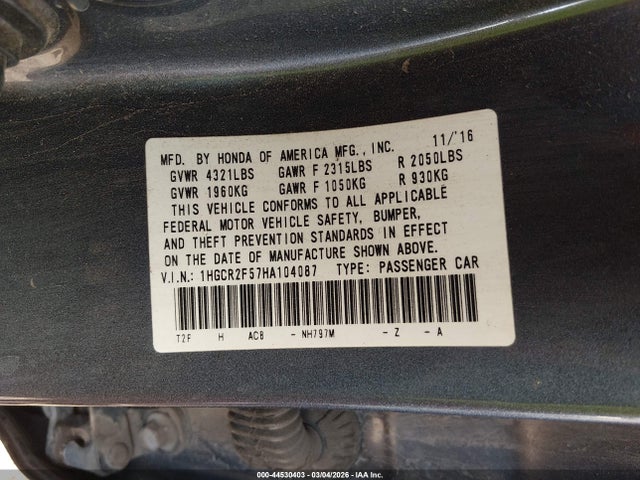 MFD. BY HONDA OF AMERICA MFG., INC. 11/'16
GVWR 4321LBS GAWR F 2315LBS R 2050LBS
GVWR 1960KG GAWR F 1050KG R 930KG
THIS VEHICLE CONFORMS TO ALL APPLICABLE
FEDERAL MOTOR VEHICLE SAFETY, BUMPER,
AND THEFT PREVENTION STANDARDS IN EFFECT
ON THE DATE OF MANUFACTURE SHOWN ABOVE.
V.I.N.: 1HGCR2F57HA104087 TYPE: PASSENGER CAR
T2F H AC8 - NH797M - Z - A
000-44530403 - 03/04/2026 - IAA Inc.